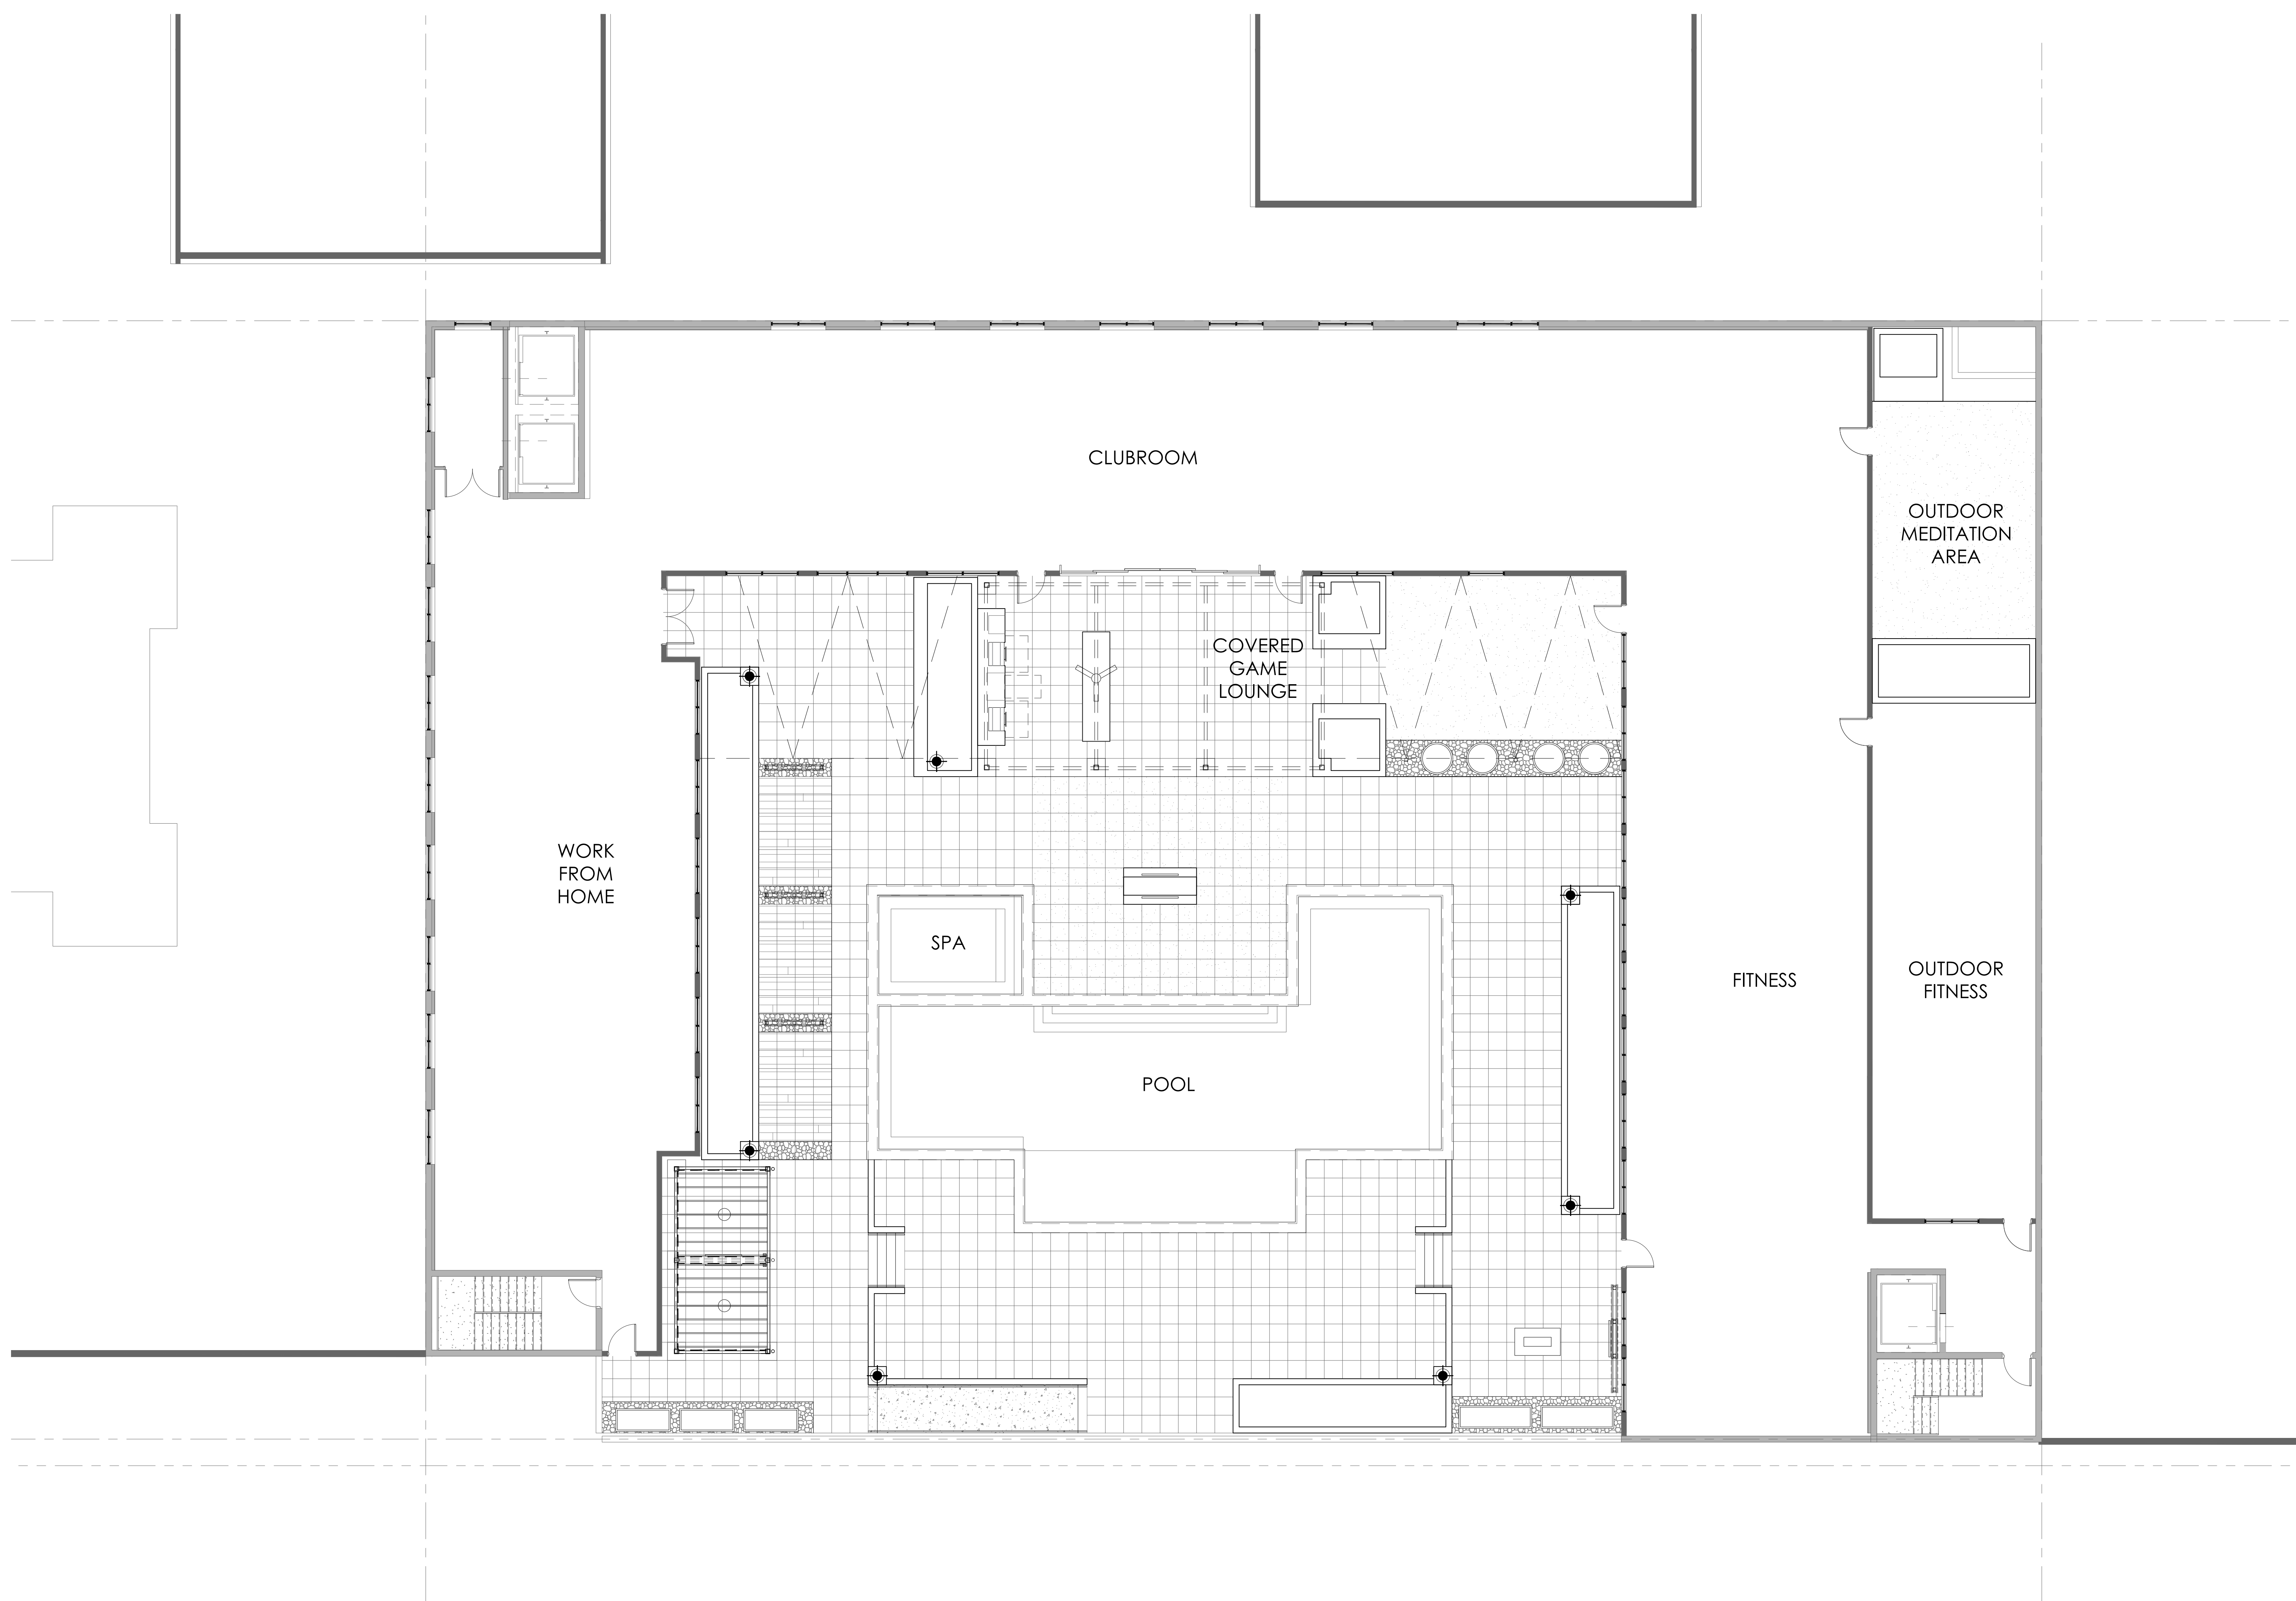 CLUBROOM
OUTDOOR
MEDITATION
AREA
COVERED
GAME
LOUNGE
WORK
FROM
HOME
SPA
FITNESS
OUTDOOR
FITNESS
POOL